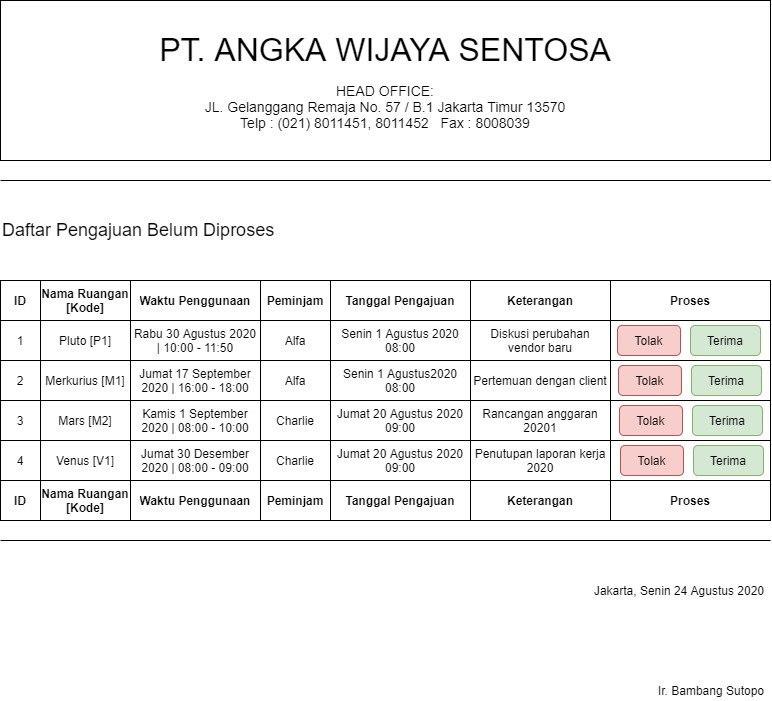 PT. ANGKA WIJAYA SENTOSA
HEAD OFFICE:
JL. Gelanggang Remaja No. 57 / B.1 Jakarta Timur 13570
Telp : (021) 8011451, 8011452   Fax : 8008039
Daftar Pengajuan Belum Diproses
ID
Nama Ruangan
[Kode]
Waktu Penggunaan
Peminjam
Tanggal Pengajuan
Keterangan
Proses
1
Pluto [P1]
Rabu 30 Agustus 2020
| 10:00 - 11:50
Alfa
Senin 1 Agustus 2020
08:00
Diskusi perubahan
vendor baru
Tolak
Terima
2
Merkurius [M1]
Jumat 17 September
2020 | 16:00 - 18:00
Alfa
Senin 1 Agustus2020
08:00
Pertemuan dengan client
Tolak
Terima
3
Mars [M2]
Kamis 1 September
2020 | 08:00 - 10:00
Charlie
Jumat 20 Agustus 2020
09:00
Rancangan anggaran
20201
Tolak
Terima
4
Venus [V1]
Jumat 30 Desember
2020 | 08:00 - 09:00
Charlie
Jumat 20 Agustus 2020
09:00
Penutupan laporan kerja
2020
Tolak
Terima
ID
Nama Ruangan
[Kode]
Waktu Penggunaan
Peminjam
Tanggal Pengajuan
Keterangan
Proses
Jakarta, Senin 24 Agustus 2020
Ir. Bambang Sutopo